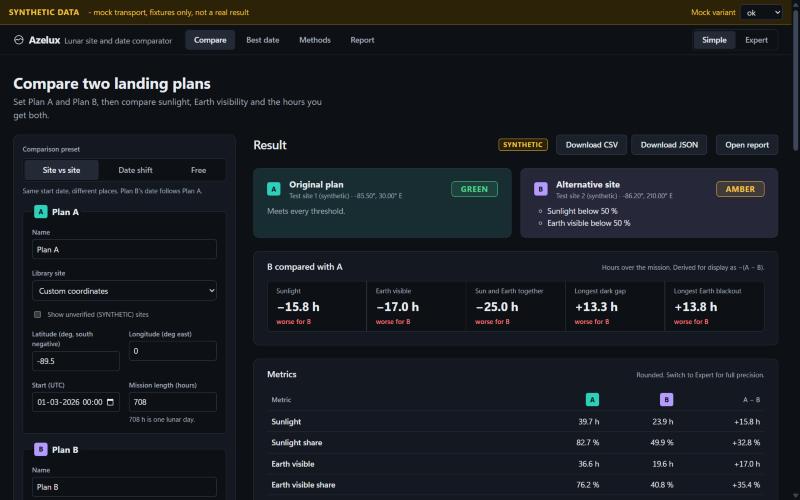 SYNTHETIC DATA - mock transport, fixtures only, not a real result
Mock variant ok
Azelux Lunar site and date comparator Compare Best date Methods Report Simple Expert
Compare two landing plans
Set Plan A and Plan B, then compare sunlight, Earth visibility and the hours you
get both.
Comparison preset
Site vs site Date shift Free
Same start date, different places. Plan B's date follows Plan A.
A Plan A
Name
Plan A
Library site
Custom coordinates
Show unverified (SYNTHETIC) sites
Latitude (deg, south
negative)
-89.5
Longitude (deg east)
0
Start (UTC)
01-03-2026 00:00
Mission length (hours)
708
708 h is one lunar day.
B Plan B
Name
Plan B
Result
SYNTHETIC Download CSV Download JSON Open report
A Original plan GREEN
Test site 1 (synthetic) · -85.50°, 30.00° E
Meets every threshold.
B Alternative site AMBER
Test site 2 (synthetic) · -86.20°, 210.00° E
Sunlight below 50 %
Earth visible below 50 %
B compared with A
Hours over the mission. Derived for display as −(A − B).
Sunlight
−15.8 h
worse for B
Earth visible
−17.0 h
worse for B
Sun and Earth together
−25.0 h
worse for B
Longest dark gap
+13.3 h
worse for B
Longest Earth blackout
+13.8 h
worse for B
Metrics
Rounded. Switch to Expert for full precision.
Metric A B A − B
Sunlight 39.7 h 23.9 h +15.8 h
Sunlight share 82.7 % 49.9 % +32.8 %
Earth visible 36.6 h 19.6 h +17.0 h
Earth visible share 76.2 % 40.8 % +35.4 %